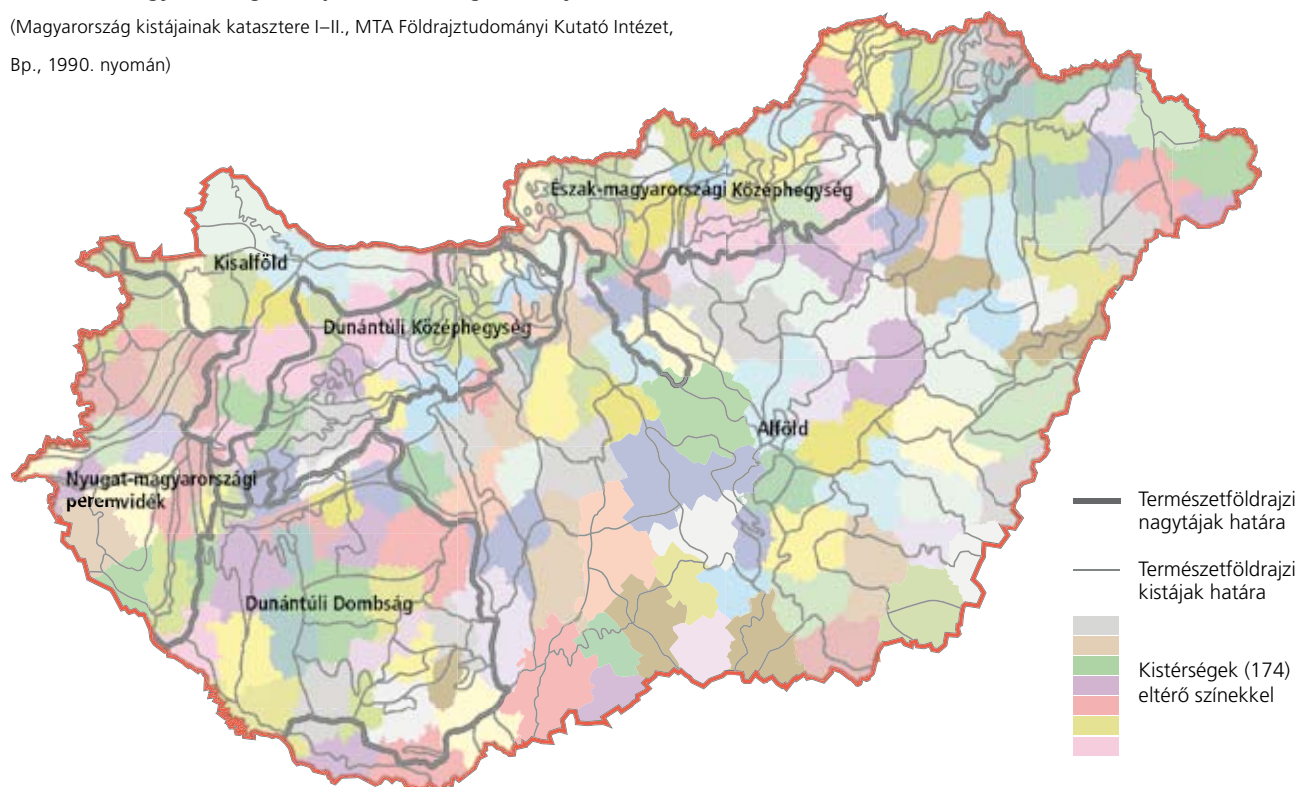 (Magyarország kistájainak katasztere I–II., MTA Földrajztudományi Kutató Intézet,
Bp., 1990. nyomán)
Észak-magyarországi Középhegység
Kisalföld
Dunántúli Középhegység
Alföld
Nyugat-magyarországi
peremvidék
Dunántúli Dombság
Természetföldrajzi
nagytájak határa
Természetföldrajzi
kistájak határa
Kistérségek (174)
eltérő színekkel